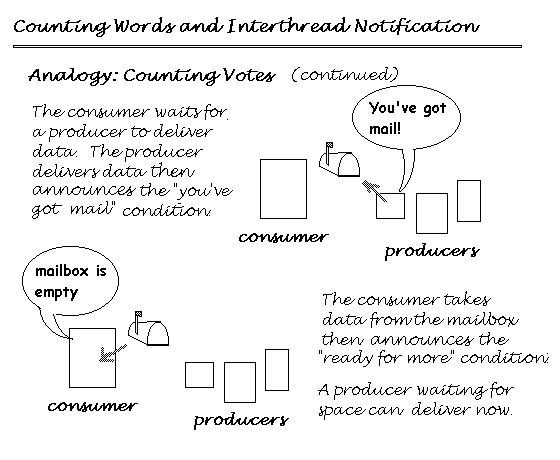 Counting Words and Interthread Notification
Analogy: Counting Votes (continued)
The consumer waits for
a producer to deliver
data. The producer
delivers data then
announces the "you've
got mail" condition
You've got
mail!
consumer
producers
mailbox is
empty
consumer
producers
The consumer takes
data from the mailbox
then announces the
"ready for more" condition.
A producer waiting for
space can deliver now.